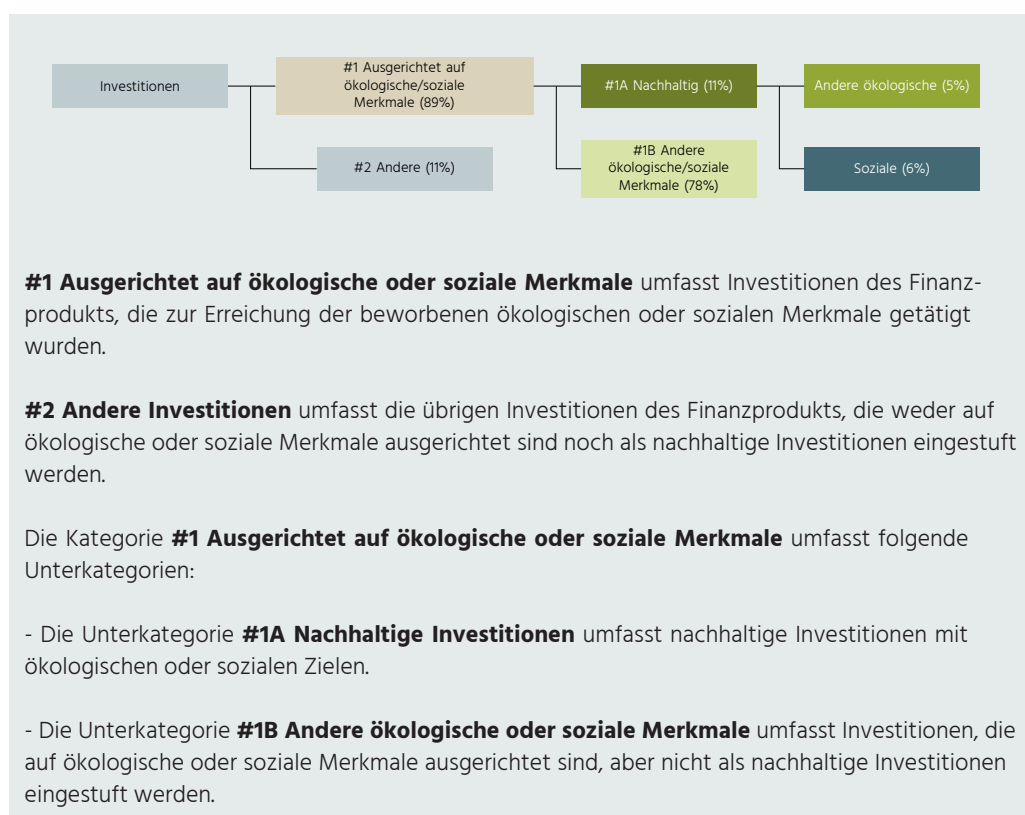 Investitionen
#1 Ausgerichtet auf
ökologische/soziale
Merkmale (89%)
#1A Nachhaltig (11%)
Andere ökologische (5%)
#2 Andere (11%)
#1B Andere
ökologische/soziale
Merkmale (78%)
Soziale (6%)
#1 Ausgerichtet auf ökologische oder soziale Merkmale umfasst Investitionen des Finanz-
produkts, die zur Erreichung der beworbenen ökologischen oder sozialen Merkmale getätigt
wurden.
#2 Andere Investitionen umfasst die übrigen Investitionen des Finanzprodukts, die weder auf
ökologische oder soziale Merkmale ausgerichtet sind noch als nachhaltige Investitionen eingestuft
werden.
Die Kategorie #1 Ausgerichtet auf ökologische oder soziale Merkmale umfasst folgende
Unterkategorien:
- Die Unterkategorie #1A Nachhaltige Investitionen umfasst nachhaltige Investitionen mit
ökologischen oder sozialen Zielen.
- Die Unterkategorie #1B Andere ökologische oder soziale Merkmale umfasst Investitionen, die
auf ökologische oder soziale Merkmale ausgerichtet sind, aber nicht als nachhaltige Investitionen
eingestuft werden.